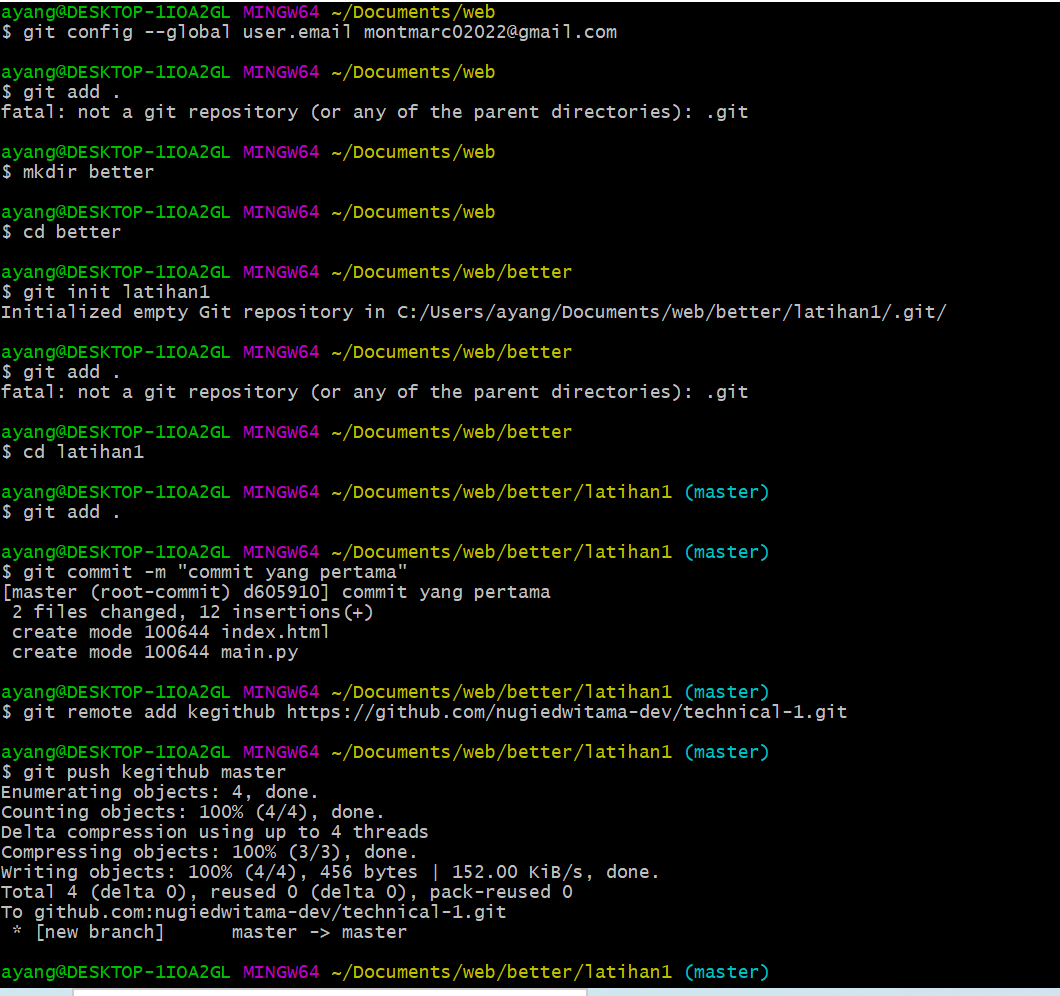 ayang@DESKTOP-1IOA2GL MINGW64 ~/Documents/web
$ git config --global user.email montmarc02022@gmail.com
ayang@DESKTOP-1IOA2GL MINGW64 ~/Documents/web
$ git add .
fatal: not a git repository (or any of the parent directories): .git
ayang@DESKTOP-1IOA2GL MINGW64 ~/Documents/web
$ mkdir better
ayang@DESKTOP-1IOA2GL MINGW64 ~/Documents/web
$ cd better
ayang@DESKTOP-1IOA2GL MINGW64 ~/Documents/web/better
$ git init latihan1
Initialized empty Git repository in C:/Users/ayang/Documents/web/better/latihan1/.git/
ayang@DESKTOP-1IOA2GL MINGW64 ~/Documents/web/better
$ git add .
fatal: not a git repository (or any of the parent directories): .git
ayang@DESKTOP-1IOA2GL MINGW64 ~/Documents/web/better
$ cd latihan1
ayang@DESKTOP-1IOA2GL MINGW64 ~/Documents/web/better/latihan1 (master)
$ git add .
ayang@DESKTOP-1IOA2GL MINGW64 ~/Documents/web/better/latihan1 (master)
$ git commit -m "commit yang pertama"
[master (root-commit) d605910] commit yang pertama
2 files changed, 12 insertions(+)
create mode 100644 index.html
create mode 100644 main.py
ayang@DESKTOP-1IOA2GL MINGW64 ~/Documents/web/better/latihan1 (master)
$ git remote add kegithub https://github.com/nugiedwitama-dev/technical-1.git
ayang@DESKTOP-1IOA2GL MINGW64 ~/Documents/web/better/latihan1 (master)
$ git push kegithub master
Enumerating objects: 4, done.
Counting objects: 100% (4/4), done.
Delta compression using up to 4 threads
Compressing objects: 100% (3/3), done.
Writing objects: 100% (4/4), 456 bytes | 152.00 KiB/s, done.
Total 4 (delta 0), reused 0 (delta 0), pack-reused 0
To github.com:nugiedwitama-dev/technical-1.git
* [new branch]      master -> master
ayang@DESKTOP-1IOA2GL MINGW64 ~/Documents/web/better/latihan1 (master)